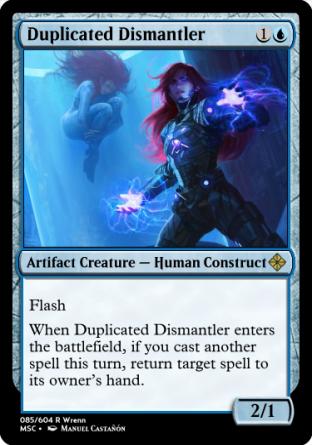 Duplicated Dismantler 1
Artifact Creature — Human Construct
Flash
When Duplicated Dismantler enters
the battlefield, if you cast another
spell this turn, return target spell to
its owner's hand.
2/1
085/604 R Wrenn
MSC • Manuel Castañón